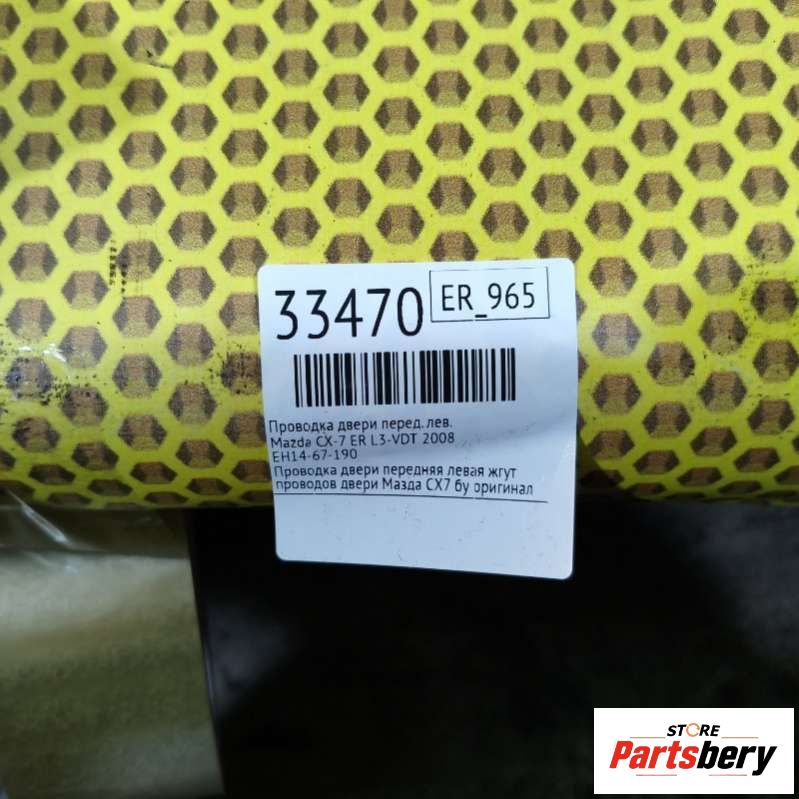 33470
ER_965
Проводка двери перед. лев.
Mazda CX-7 ER L3-VDT 2008
EH14-67-190
Проводка двери передняя левая жгут
проводов двери Мазда СХ7 бу оригинал
STORE
Partsbery